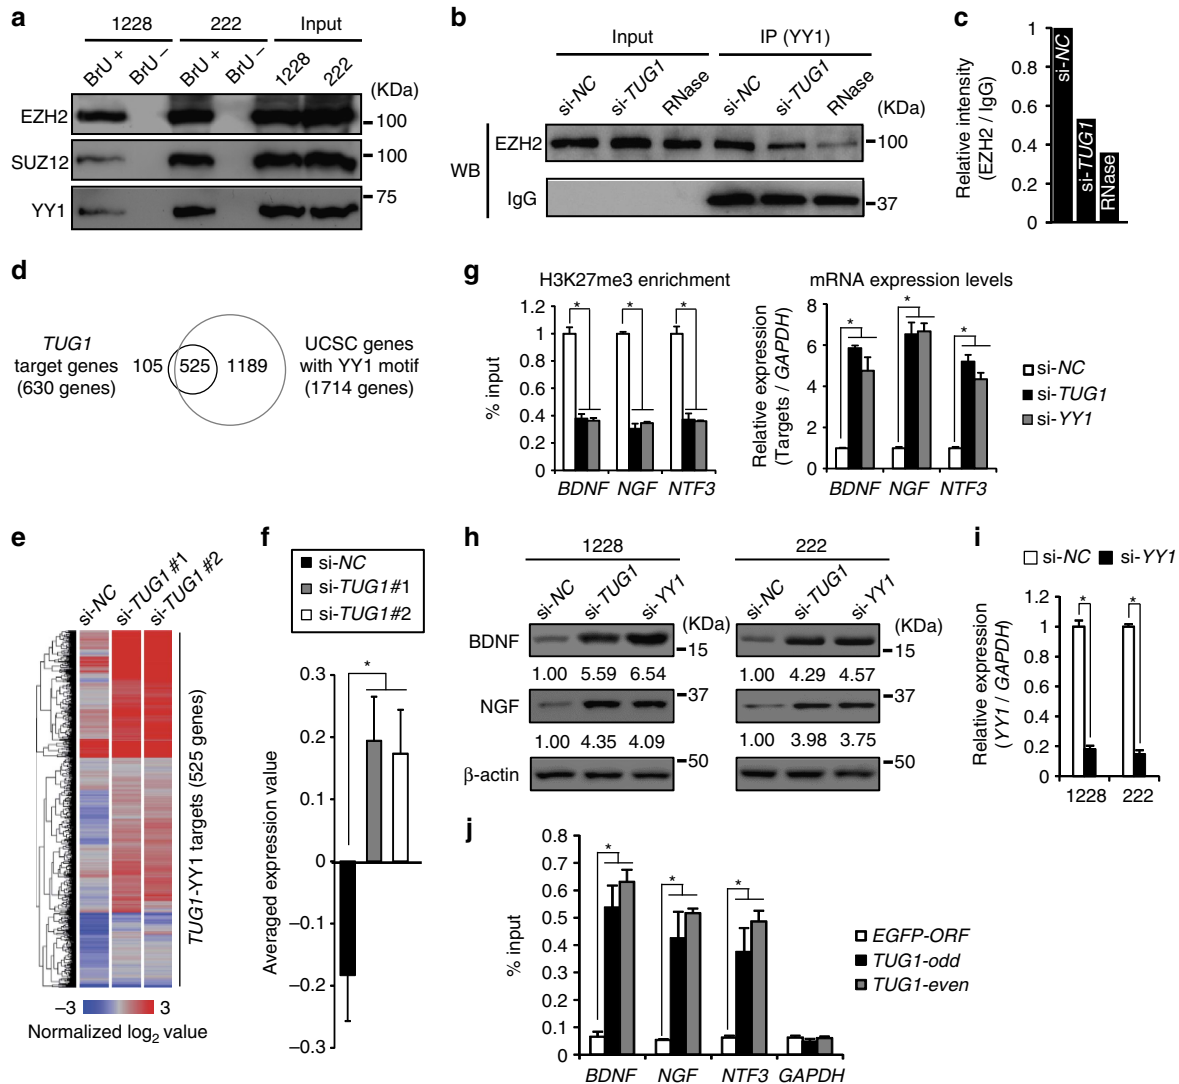 a
1228 222 Input
BrU + BrU – BrU + BrU – 1228 222
(KDa)
EZH2 100
SUZ12 100
75
YY1
b
Input IP (YY1)
si-NC si-TUG1 RNase si-NC si-TUG1 RNase (KDa)
WB
EZH2 100
IgG 37
c
Relative intensity
(EZH2 / IgG)
1
0.8
0.6
0.4
0.2
0
si-NC
si-TUG1
RNase
d
TUG1
target genes
(630 genes)
105 525 1189
UCSC genes
with YY1 motif
(1714 genes)
g
H3K27me3 enrichment
% input
1.2
1
0.8
0.6
0.4
0.2
0
* * *
BDNF NGF NTF3
mRNA expression levels
Relative expression
(Targets / GAPDH)
8
6
4
2
0
* * *
BDNF NGF NTF3
si-NC
si-TUG1
si-YY1
e
si-NC
si-TUG1 #1
si-TUG1 #2
TUG1-YY1 targets (525 genes)
–3 3
Normalized log2 value
f
si-NC
si-TUG1#1
si-TUG1#2
Averaged expression value
0.3
0.2
0.1
0
–0.1
–0.2
–0.3
*
h
1228 222
si-NC si-TUG1 si-YY1 (KDa) si-NC si-TUG1 si-YY1 (KDa)
BDNF 15 15
1.00 5.59 6.54 1.00 4.29 4.57
37 37
NGF
1.00 4.35 4.09 1.00 3.98 3.75
50 50
β-actin
i
si-NC si-YY1
Relative expression
(YY1 / GAPDH)
1.2
1
0.8
0.6
0.4
0.2
0
* *
1228 222
j
% input
0.8
0.7
0.6
0.5
0.4
0.3
0.2
0.1
0
* * *
BDNF NGF NTF3 GAPDH
EGFP-ORF
TUG1-odd
TUG1-even